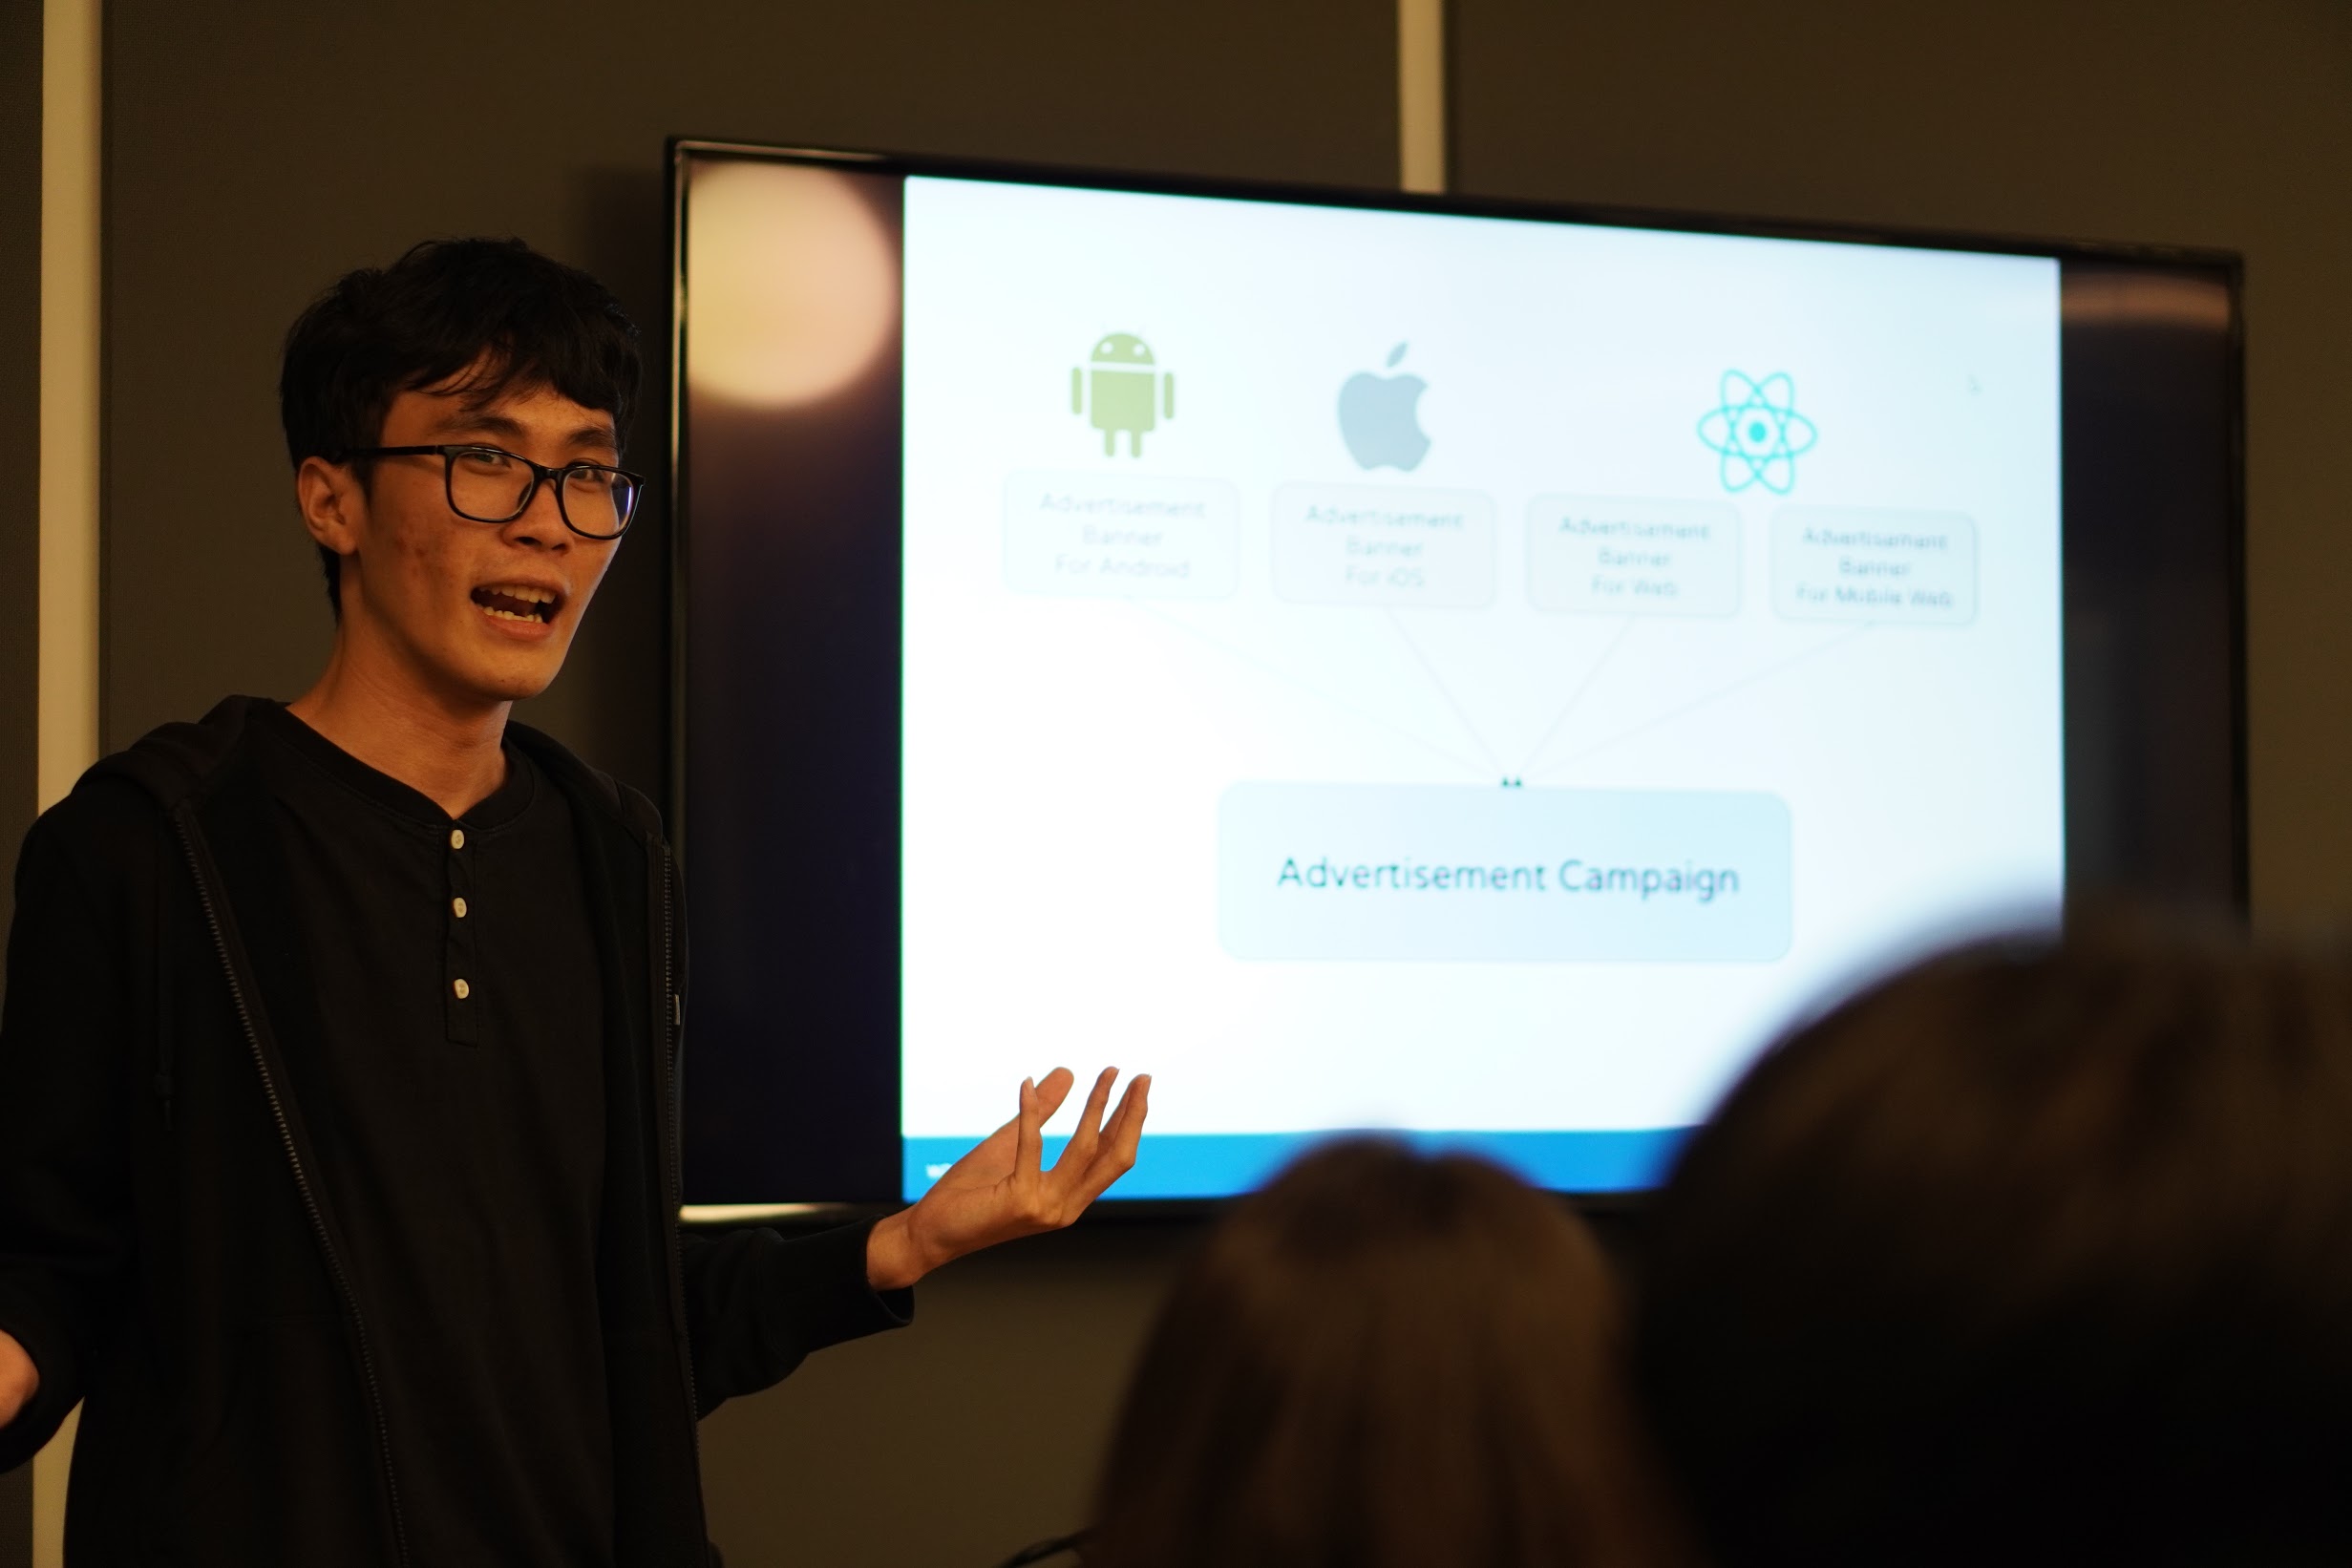 Advertisement
Banner
For Android
Advertisement
Banner
For iOS
Advertisement
Banner
For Web
Advertisement
Banner
For Mobile Web
Advertisement Campaign